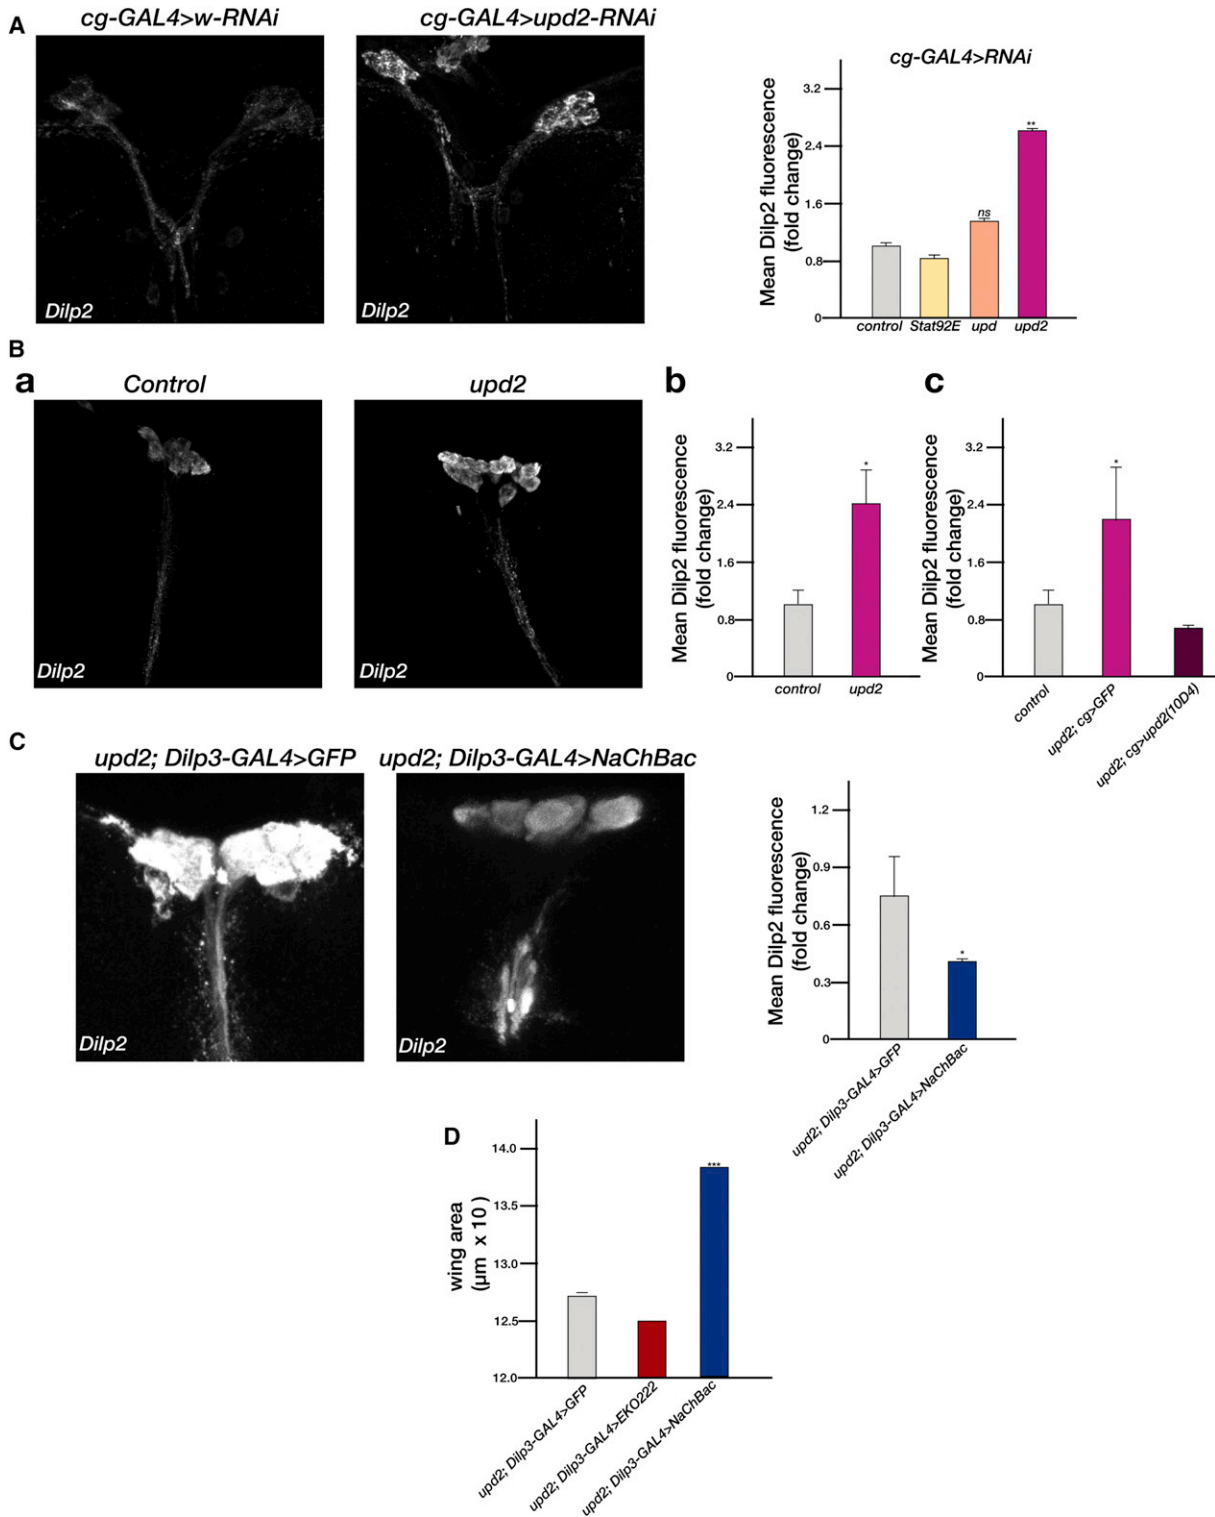 A
cg-GAL4>w-RNAi
cg-GAL4>upd2-RNAi
Dilp2
Dilp2
cg-GAL4>RNAi
Mean Dilp2 fluorescence
(fold change)
3.2
2.4
1.6
0.8
0
**
ns
control Stat92E upd upd2
B
a
Control
upd2
Dilp2
Dilp2
b
Mean Dilp2 fluorescence
(fold change)
3.2
2.4
1.6
0.8
0
*
control upd2
c
Mean Dilp2 fluorescence
(fold change)
3.2
2.4
1.6
0.8
0
*
control
upd2; cg>GFP
upd2; cg>upd2(10D4)
C
upd2; Dilp3-GAL4>GFP
upd2; Dilp3-GAL4>NaChBac
Dilp2
Dilp2
Mean Dilp2 fluorescence
(fold change)
1.2
0.9
0.6
0.3
0
*
upd2; Dilp3-GAL4>GFP
upd2; Dilp3-GAL4>NaChBac
D
wing area
(µm x 10 )
14.0
13.5
13.0
12.5
12.0
***
upd2; Dilp3-GAL4>GFP
upd2; Dilp3-GAL4>EKO222
upd2; Dilp3-GAL4>NaChBac